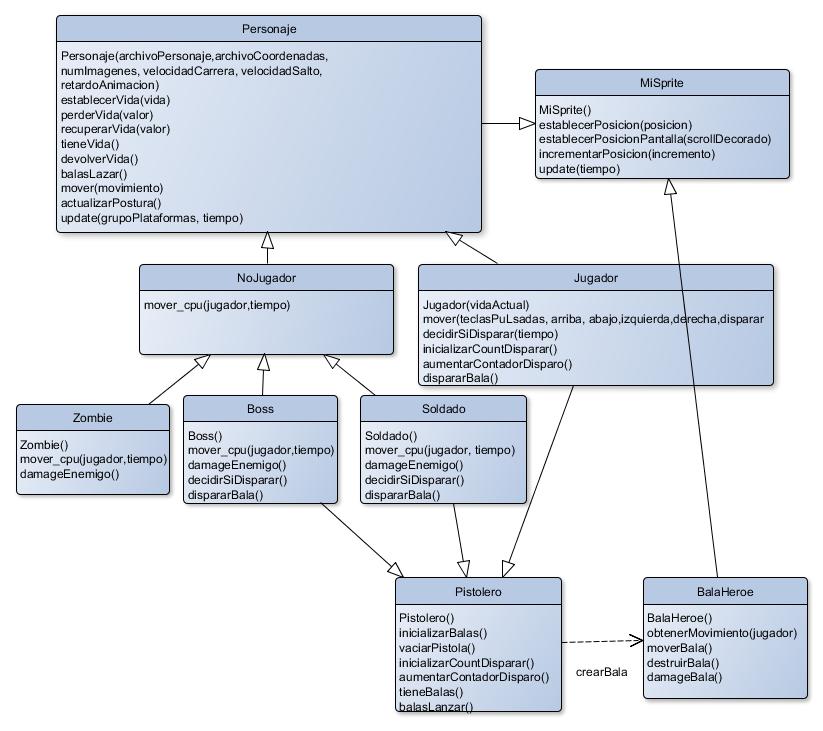 Personaje
Personaje(archivoPersonaje,archivoCoordenadas,
numImagenes, velocidadCarrera, velocidadSalto,
retardoAnimacion)
establecerVida(vida)
perderVida(valor)
recuperarVida(valor)
tieneVida()
devolverVida()
balasLazar()
mover(movimiento)
actualizarPostura()
update(grupoPlataformas, tiempo)
MiSprite
MiSprite()
establecerPosicion(posicion)
establecerPosicionPantalla(scrollDecorado)
incrementarPosicion(incremento)
update(tiempo)
NoJugador
mover_cpu(jugador,tiempo)
Jugador
Jugador(vidaActual)
mover(teclasPuLsadas, arriba, abajo,izquierda,derecha,disparar
decidirSiDisparar(tiempo)
inicializarCountDisparar()
aumentarContadorDisparo()
dispararBala()
Zombie
Zombie()
mover_cpu(jugador,tiempo)
damageEnemigo()
Boss
Boss()
mover_cpu(jugador,tiempo)
damageEnemigo()
decidirSiDisparar()
dispararBala()
Soldado
Soldado()
mover_cpu(jugador, tiempo)
damageEnemigo()
decidirSiDisparar()
dispararBala()
Pistolero
Pistolero()
inicializarBalas()
vaciarPistola()
inicializarCountDisparar()
aumentarContadorDisparo()
tieneBalas()
balasLanzar()
crearBala
BalaHeroe
BalaHeroe()
obtenerMovimiento(jugador)
moverBala()
destruirBala()
damageBala()